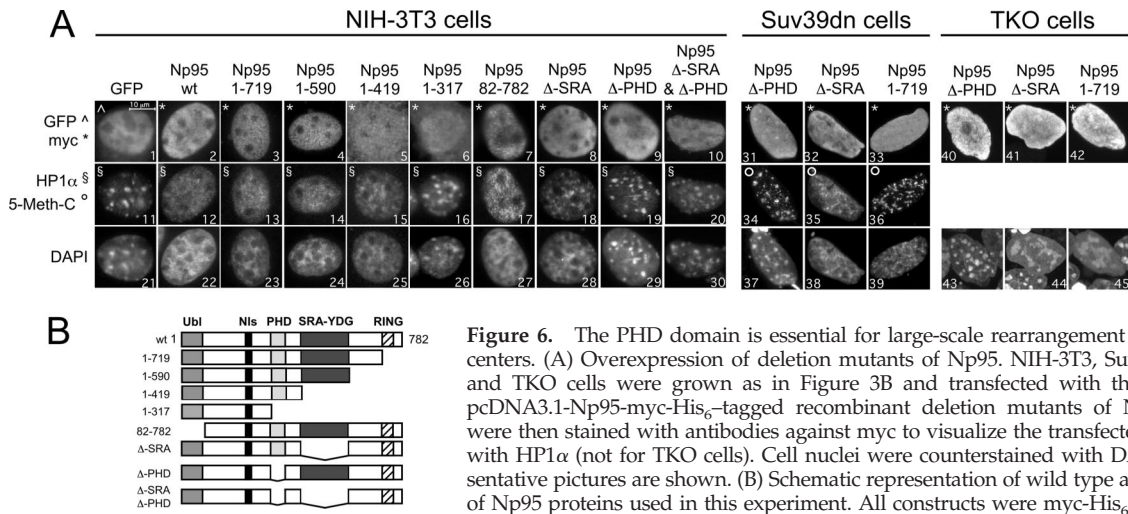 A
NIH-3T3 cells
Suv39dn cells
TKO cells
GFP
Np95 wt
Np95 1-719
Np95 1-590
Np95 1-419
Np95 1-317
Np95 82-782
Np95 Δ-SRA
Np95 Δ-PHD
Np95 Δ-SRA & Δ-PHD
Np95 Δ-PHD
Np95 Δ-SRA
Np95 1-719
Np95 Δ-PHD
Np95 Δ-SRA
Np95 1-719
GFP ^
myc *
^ 10 μm 1
* 2
* 3
* 4
* 5
* 6
* 7
* 8
* 9
* 10
* 31
* 32
* 33
* 40
* 41
* 42
HP1α §
5-Meth-C °
§ 11
§ 12
§ 13
§ 14
§ 15
§ 16
§ 17
§ 18
§ 19
§ 20
° 34
° 35
° 36
DAPI
21
22
23
24
25
26
27
28
29
30
37
38
39
43
44
45
B
Ubl Nls PHD SRA-YDG RING
wt 1 782
1-719
1-590
1-419
1-317
82-782
Δ-SRA
Δ-PHD
Δ-SRA
Δ-PHD
Figure 6. The PHD domain is essential for large-scale rearrangement
centers. (A) Overexpression of deletion mutants of Np95. NIH-3T3, Su
and TKO cells were grown as in Figure 3B and transfected with th
pcDNA3.1-Np95-myc-His6–tagged recombinant deletion mutants of N
were then stained with antibodies against myc to visualize the transfecte
with HP1α (not for TKO cells). Cell nuclei were counterstained with D
sentative pictures are shown. (B) Schematic representation of wild type a
of Np95 proteins used in this experiment. All constructs were myc-His6